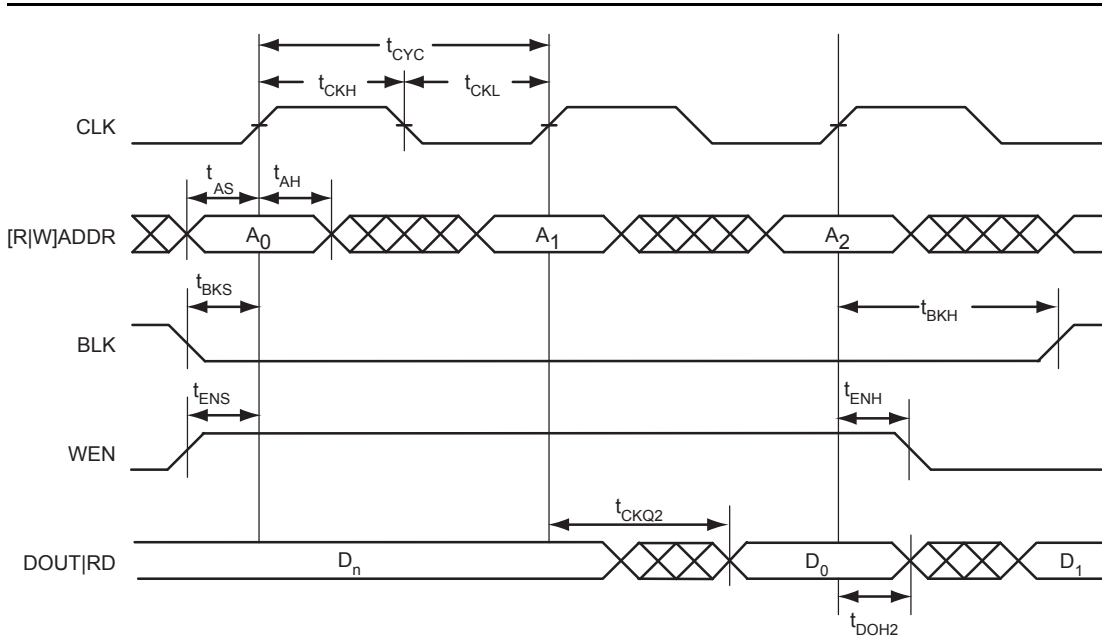 tCYC
tCKH tCKL
CLK
tAS tAH
[R|W]ADDR A0 A1 A2
tBKS tBKH
BLK
tENS tENH
WEN
tCKQ2
DOUT|RD Dn D0 D1
tDOH2